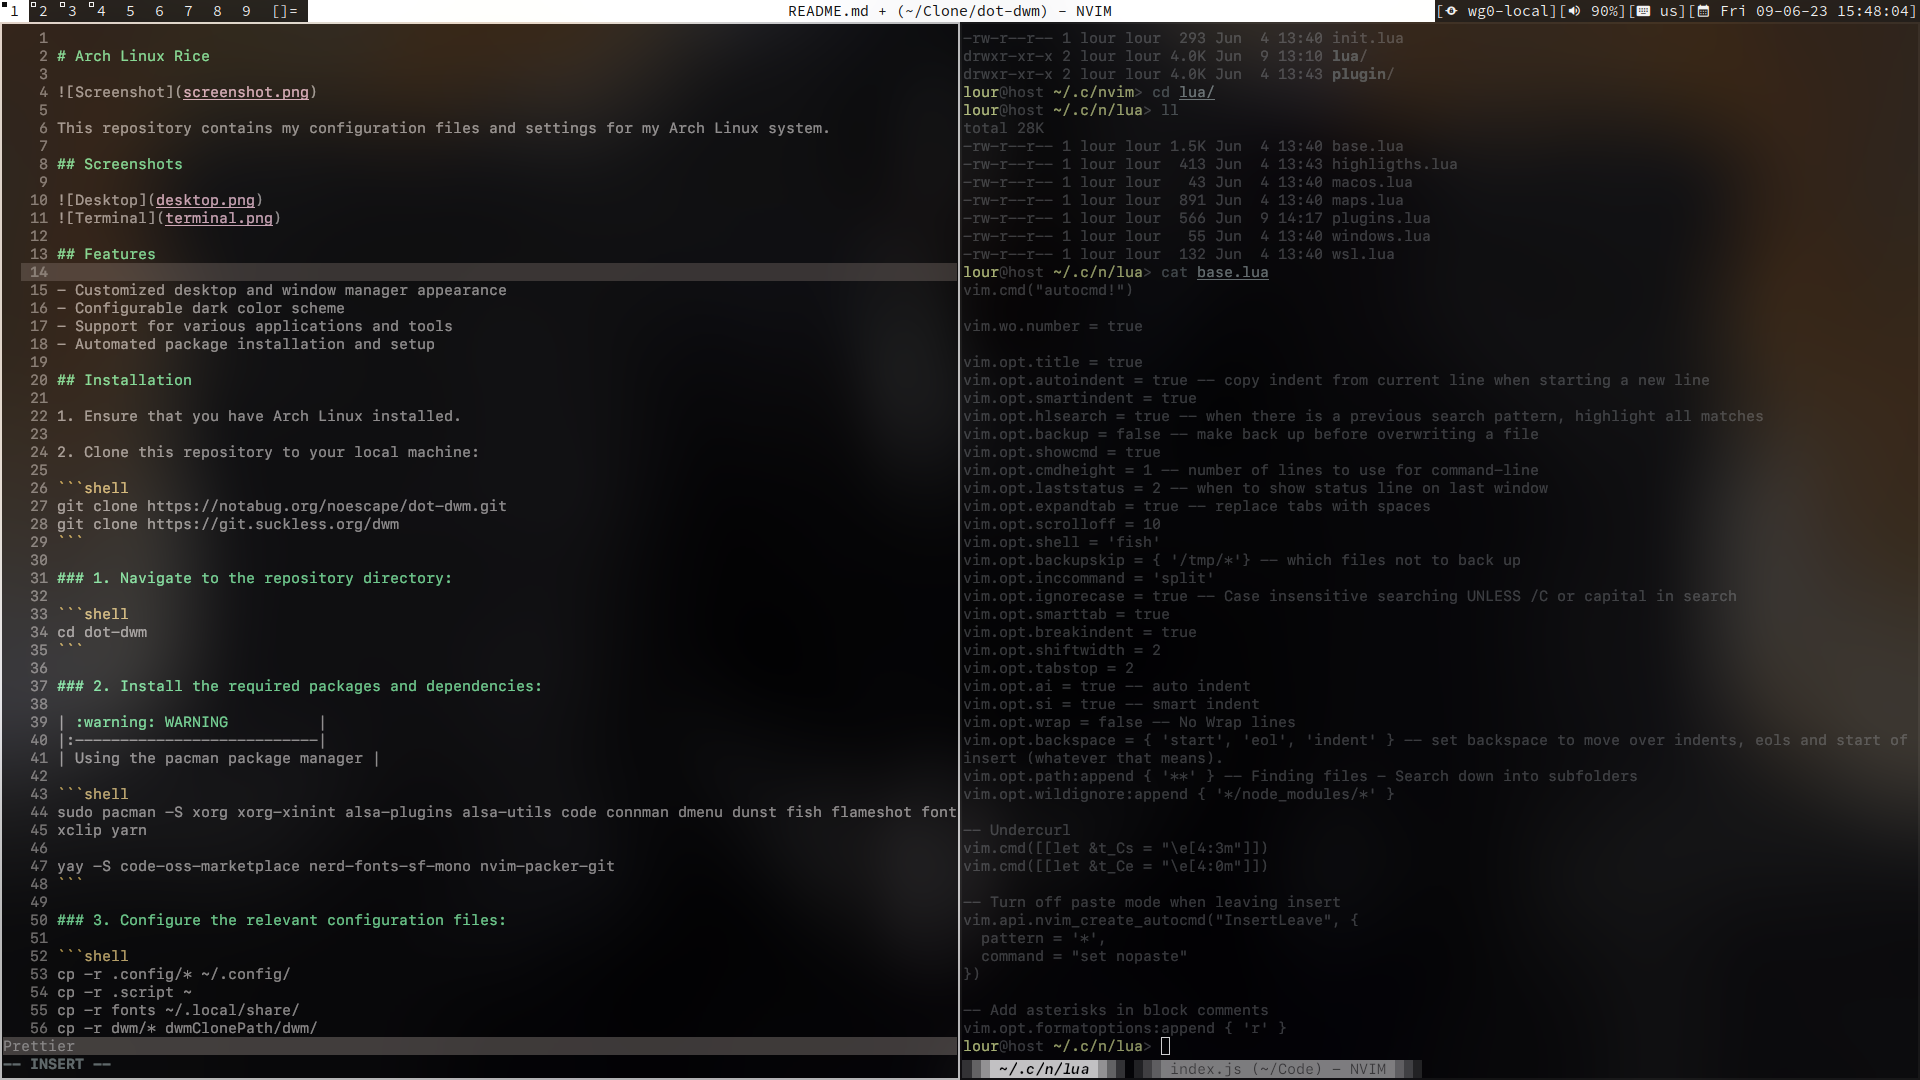 1 2 3 4 5 6 7 8 9 []= README.md + (~/Clone/dot-dwm) - NVIM [ wg0-local][ 90%][ us][ Fri 09-06-23 15:48:04]
1
2 # Arch Linux Rice
3
4 ![Screenshot](screenshot.png)
5
6 This repository contains my configuration files and settings for my Arch Linux system.
7
8 ## Screenshots
9
10 ![Desktop](desktop.png)
11 ![Terminal](terminal.png)
12
13 ## Features
14
15 - Customized desktop and window manager appearance
16 - Configurable dark color scheme
17 - Support for various applications and tools
18 - Automated package installation and setup
19
20 ## Installation
21
22 1. Ensure that you have Arch Linux installed.
23
24 2. Clone this repository to your local machine:
25
26 ```shell
27 git clone https://notabug.org/noescape/dot-dwm.git
28 git clone https://git.suckless.org/dwm
29 ```
30
31 ### 1. Navigate to the repository directory:
32
33 ```shell
34 cd dot-dwm
35 ```
36
37 ### 2. Install the required packages and dependencies:
38
39 | :warning: WARNING          |
40 |:---------------------------|
41 | Using the pacman package manager |
42
43 ```shell
44 sudo pacman -S xorg xorg-xinint alsa-plugins alsa-utils code connman dmenu dunst fish flameshot font
45 xclip yarn
46
47 yay -S code-oss-marketplace nerd-fonts-sf-mono nvim-packer-git
48 ```
49
50 ### 3. Configure the relevant configuration files:
51
52 ```shell
53 cp -r .config/* ~/.config/
54 cp -r .script ~
55 cp -r fonts ~/.local/share/
56 cp -r dwm/* dwmClonePath/dwm/
Prettier
-- INSERT --
-rw-r--r-- 1 lour lour  293 Jun  4 13:40 init.lua
drwxr-xr-x 2 lour lour 4.0K Jun  9 13:10 lua/
drwxr-xr-x 2 lour lour 4.0K Jun  4 13:43 plugin/
lour@host ~/.c/nvim> cd lua/
lour@host ~/.c/n/lua> ll
total 28K
-rw-r--r-- 1 lour lour 1.5K Jun  4 13:40 base.lua
-rw-r--r-- 1 lour lour  413 Jun  4 13:43 highligths.lua
-rw-r--r-- 1 lour lour   43 Jun  4 13:40 macos.lua
-rw-r--r-- 1 lour lour  891 Jun  4 13:40 maps.lua
-rw-r--r-- 1 lour lour  566 Jun  9 14:17 plugins.lua
-rw-r--r-- 1 lour lour   55 Jun  4 13:40 windows.lua
-rw-r--r-- 1 lour lour  132 Jun  4 13:40 wsl.lua
lour@host ~/.c/n/lua> cat base.lua
vim.cmd("autocmd!")

vim.wo.number = true

vim.opt.title = true
vim.opt.autoindent = true -- copy indent from current line when starting a new line
vim.opt.smartindent = true
vim.opt.hlsearch = true -- when there is a previous search pattern, highlight all matches
vim.opt.backup = false -- make back up before overwriting a file
vim.opt.showcmd = true
vim.opt.cmdheight = 1 -- number of lines to use for command-line
vim.opt.laststatus = 2 -- when to show status line on last window
vim.opt.expandtab = true -- replace tabs with spaces
vim.opt.scrolloff = 10
vim.opt.shell = 'fish'
vim.opt.backupskip = { '/tmp/*'} -- which files not to back up
vim.opt.inccommand = 'split'
vim.opt.ignorecase = true -- Case insensitive searching UNLESS /C or capital in search
vim.opt.smarttab = true
vim.opt.breakindent = true
vim.opt.shiftwidth = 2
vim.opt.tabstop = 2
vim.opt.ai = true -- auto indent
vim.opt.si = true -- smart indent
vim.opt.wrap = false -- No Wrap lines
vim.opt.backspace = { 'start', 'eol', 'indent' } -- set backspace to move over indents, eols and start of
insert (whatever that means).
vim.opt.path:append { '**' } -- Finding files - Search down into subfolders
vim.opt.wildignore:append { '*/node_modules/*' }

-- Undercurl
vim.cmd([[let &t_Cs = "\e[4:3m"]])
vim.cmd([[let &t_Ce = "\e[4:0m"]])

-- Turn off paste mode when leaving insert
vim.api.nvim_create_autocmd("InsertLeave", {
  pattern = '*',
  command = "set nopaste"
})

-- Add asterisks in block comments
vim.opt.formatoptions:append { 'r' }
lour@host ~/.c/n/lua>
~/.c/n/lua index.js (~/Code) - NVIM